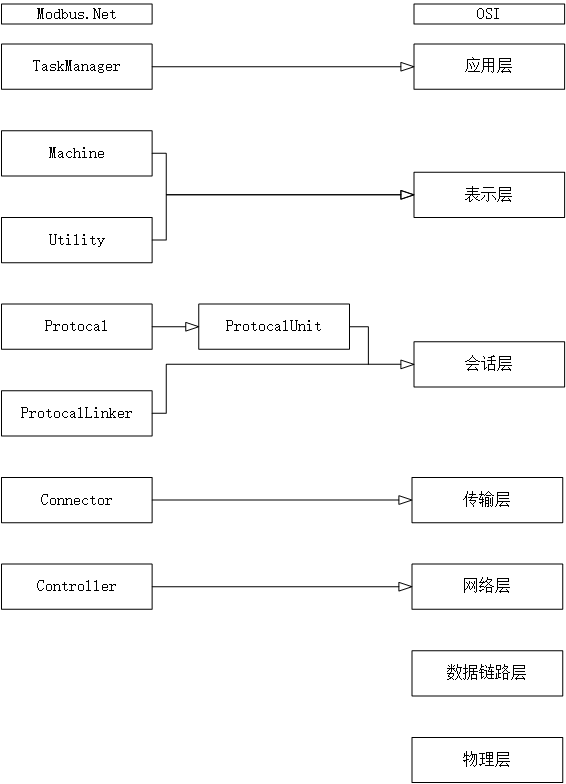 Modbus.Net
OSI
TaskManager
应用层
Machine
表示层
Utility
Protocal
ProtocalUnit
会话层
ProtocalLinker
Connector
传输层
Controller
网络层
数据链路层
物理层